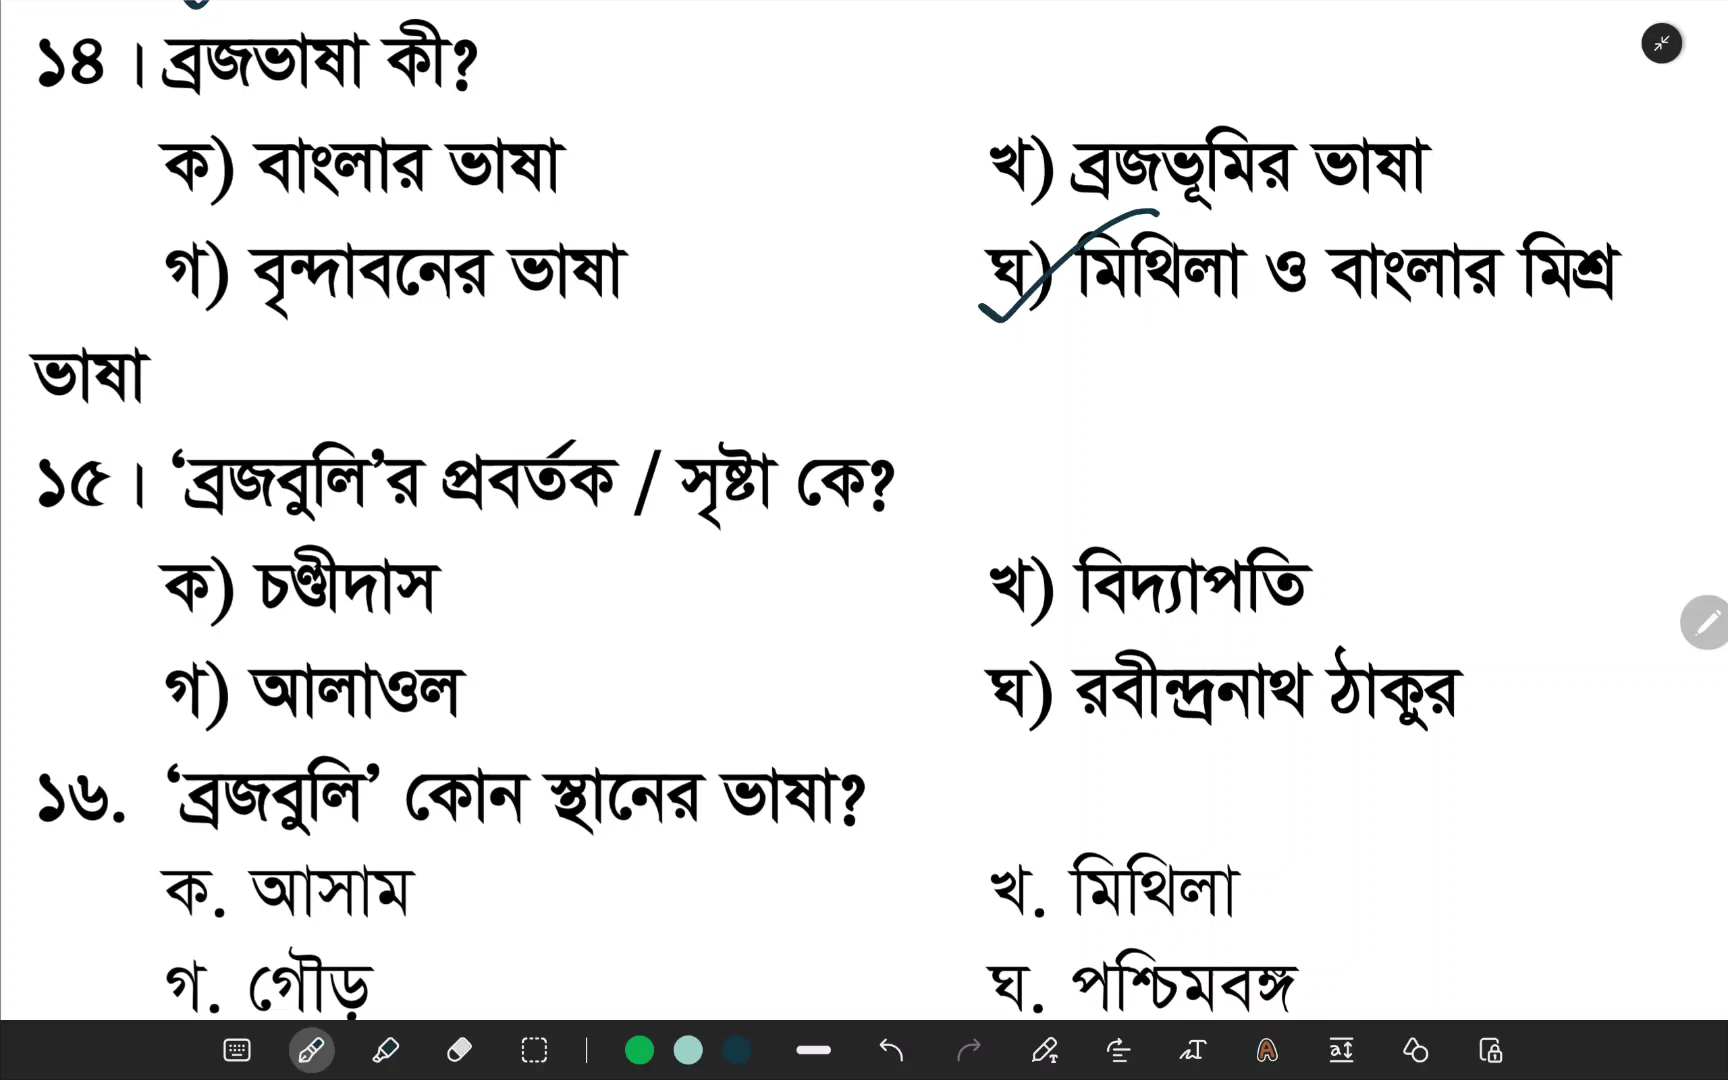 ১৪ । ব্রজভাষা কী?
ক) বাংলার ভাষা খ) ব্রজভূমির ভাষা
গ) বৃন্দাবনের ভাষা ঘ) মিথিলা ও বাংলার মিশ্র
ভাষা
১৫ । ‘ব্রজবুলি’র প্রবর্তক / সৃষ্টা কে?
ক) চণ্ডীদাস খ) বিদ্যাপতি
গ) আলাওল ঘ) রবীন্দ্রনাথ ঠাকুর
১৬. ‘ব্রজবুলি’ কোন স্থানের ভাষা?
ক. আসাম খ. মিথিলা
গ. গৌড় ঘ. পশ্চিমবঙ্গ